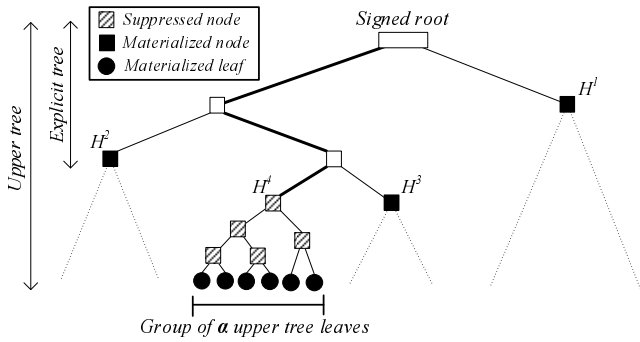 Suppressed node
Materialized node
Materialized leaf
Signed root
Upper tree
Explicit tree
H¹
H²
H³
H⁴
Group of α upper tree leaves